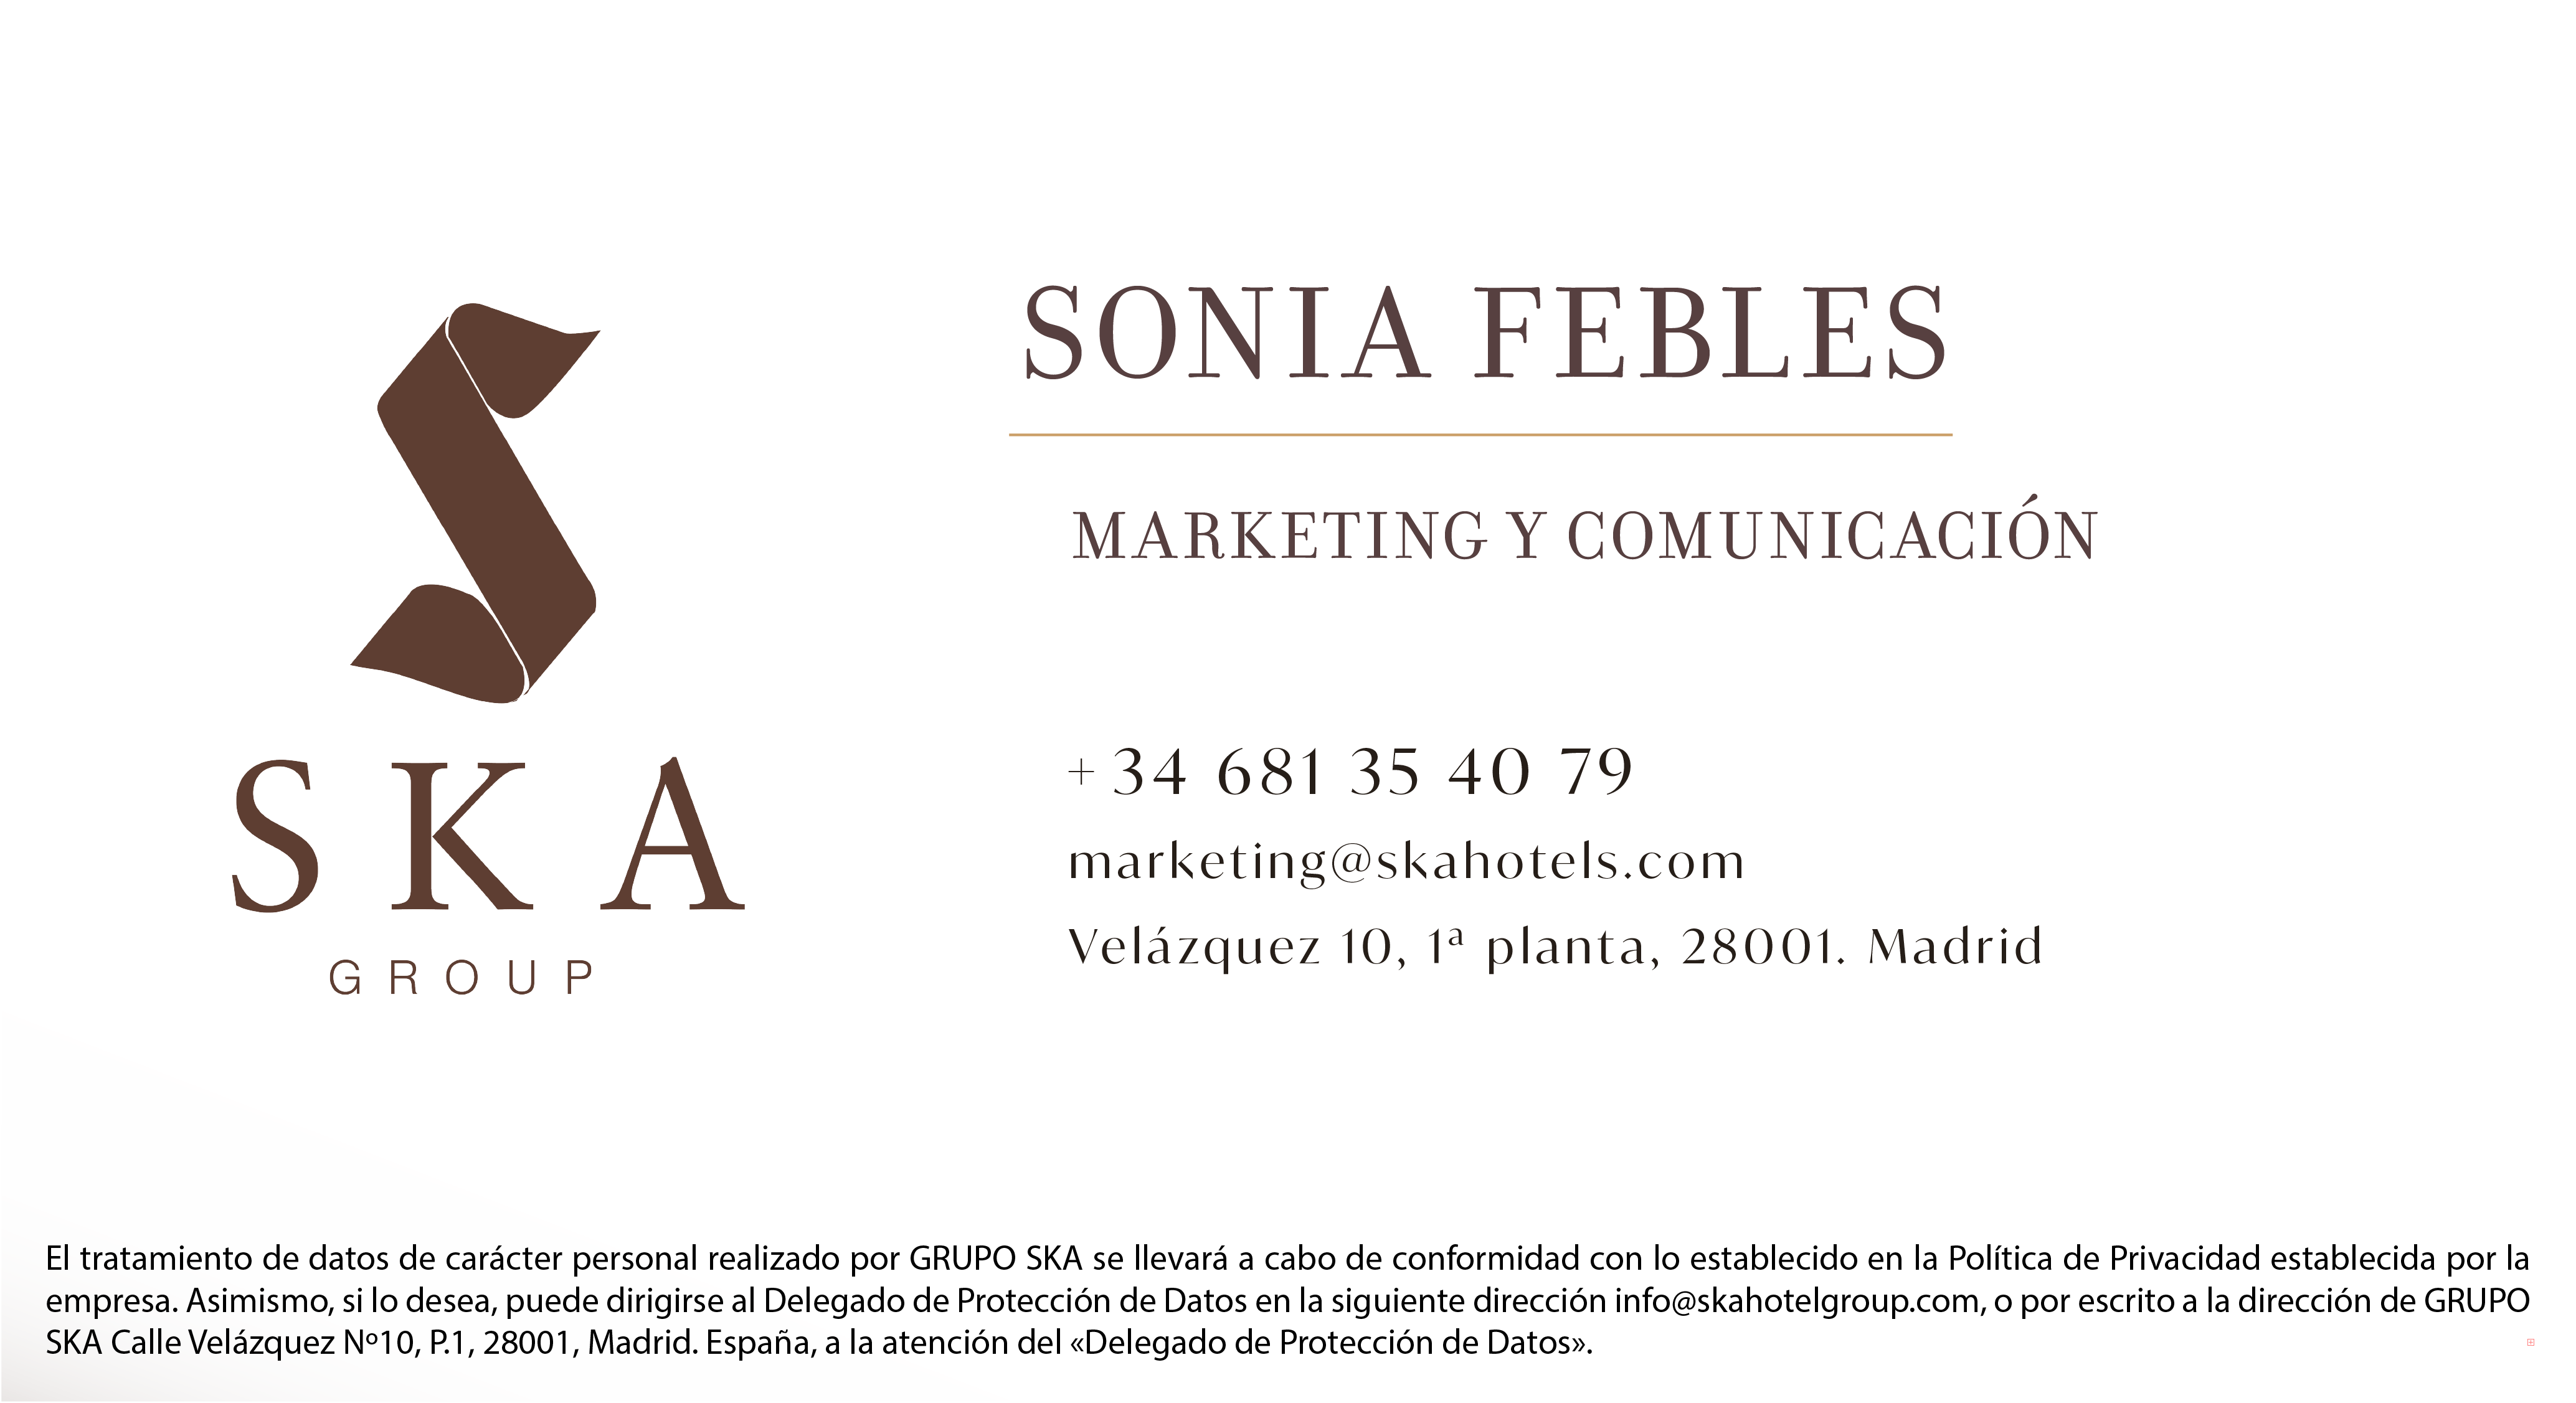 SONIA FEBLES
MARKETING Y COMUNICACIÓN
SKA
GROUP
+ 34 681 35 40 79
marketing@skahotels.com
Velázquez 10, 1ª planta, 28001. Madrid
El tratamiento de datos de carácter personal realizado por GRUPO SKA se llevará a cabo de conformidad con lo establecido en la Política de Privacidad establecida por la
empresa. Asimismo, si lo desea, puede dirigirse al Delegado de Protección de Datos en la siguiente dirección info@skahotelgroup.com, o por escrito a la dirección de GRUPO
SKA Calle Velázquez Nº10, P.1, 28001, Madrid. España, a la atención del «Delegado de Protección de Datos».